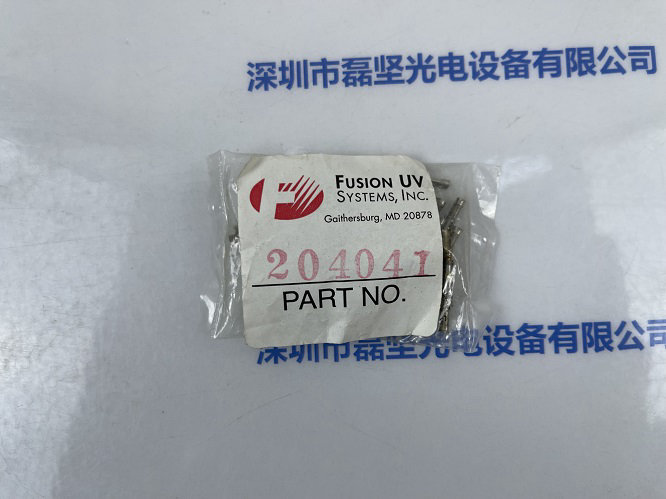 深圳市磊坚光电设备有限公司
FUSION UV
SYSTEMS, INC.
Gaithersburg, MD 20878
204041
PART NO.
深圳市磊坚光电设备有限公司